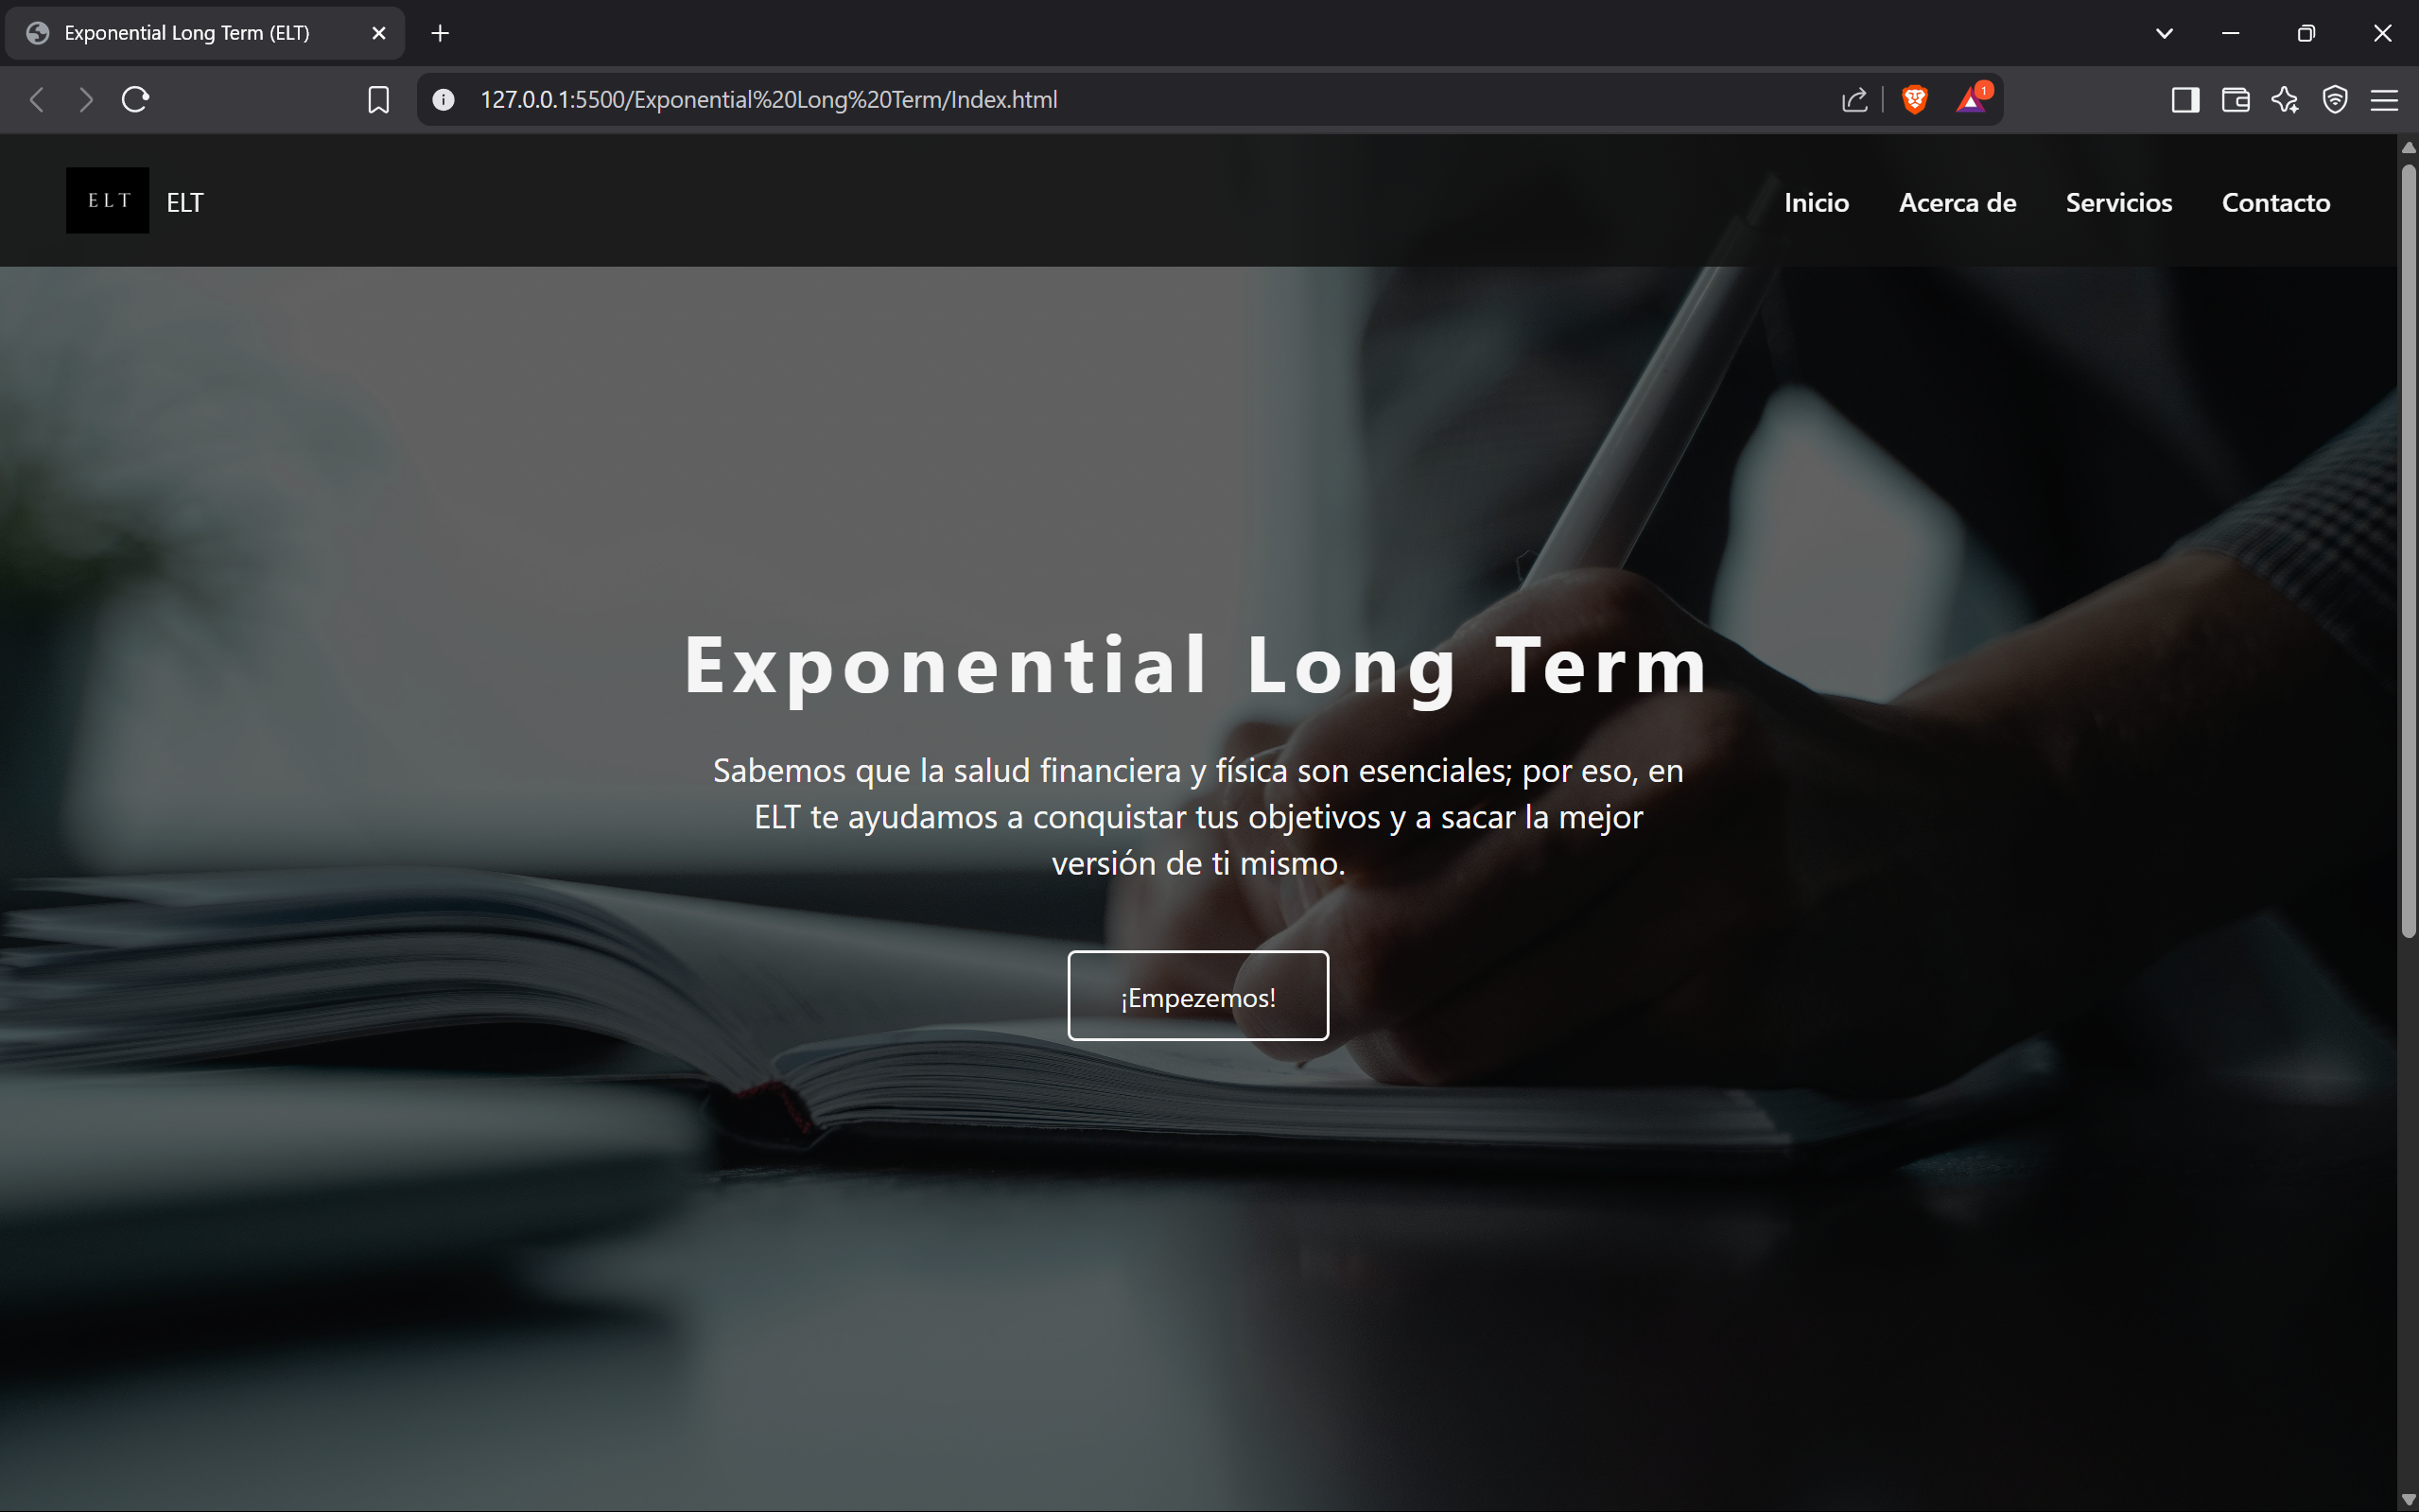 Exponential Long Term (ELT)
127.0.0.1:5500/Exponential%20Long%20Term/Index.html
1
ELT
ELT
Inicio
Acerca de
Servicios
Contacto
Exponential Long Term
Sabemos que la salud financiera y física son esenciales; por eso, en
ELT te ayudamos a conquistar tus objetivos y a sacar la mejor
versión de ti mismo.
¡Empezemos!